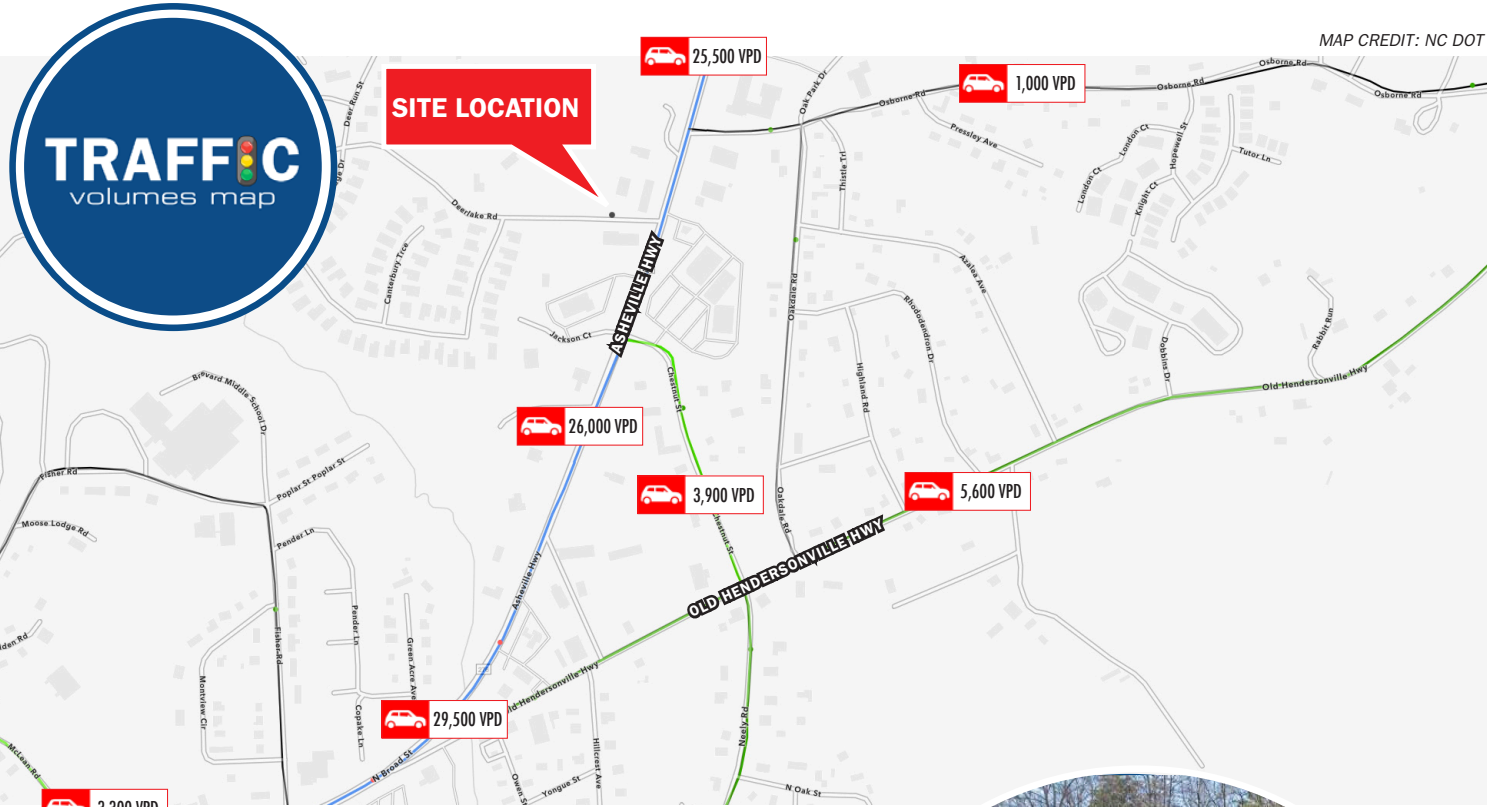 MAP CREDIT: NC DOT
TRAFFIC
volumes map
SITE LOCATION
25,500 VPD
1,000 VPD
Osborne Rd
Osborne Rd
Osborne Rd
Osborne Rd
Oak Park Dr
Deer Run St
Pressley Ave
London Ct
London Ct
Hopewell St
Tutor Ln
Knight Ct
Thistle Trl
Deerlake Rd
Canterbury Trce
ASHEVILLE HWY
Jackson Ct
Oakdale Rd
Azalea Ave
Rhododendron Dr
Highland Rd
Dobbins Dr
Rabbit Run
Old Hendersonville Hwy
Brevard Middle School Dr
Chestnut St
26,000 VPD
Fisher Rd
Poplar St Poplar St
Moose Lodge Rd
Pender Ln
3,900 VPD
5,600 VPD
Oakdale Rd
Chestnut St
OLD HENDERSONVILLE HWY
Asheville Hwy
Pender Ln
Green Acre Ave
Fisher Rd
Montview Cir
Copake Ln
29,500 VPD
Old Hendersonville Hwy
Neely Rd
N Broad St
McLean Rd
Owen St
Yongue St
Hillcrest Ave
N Oak St